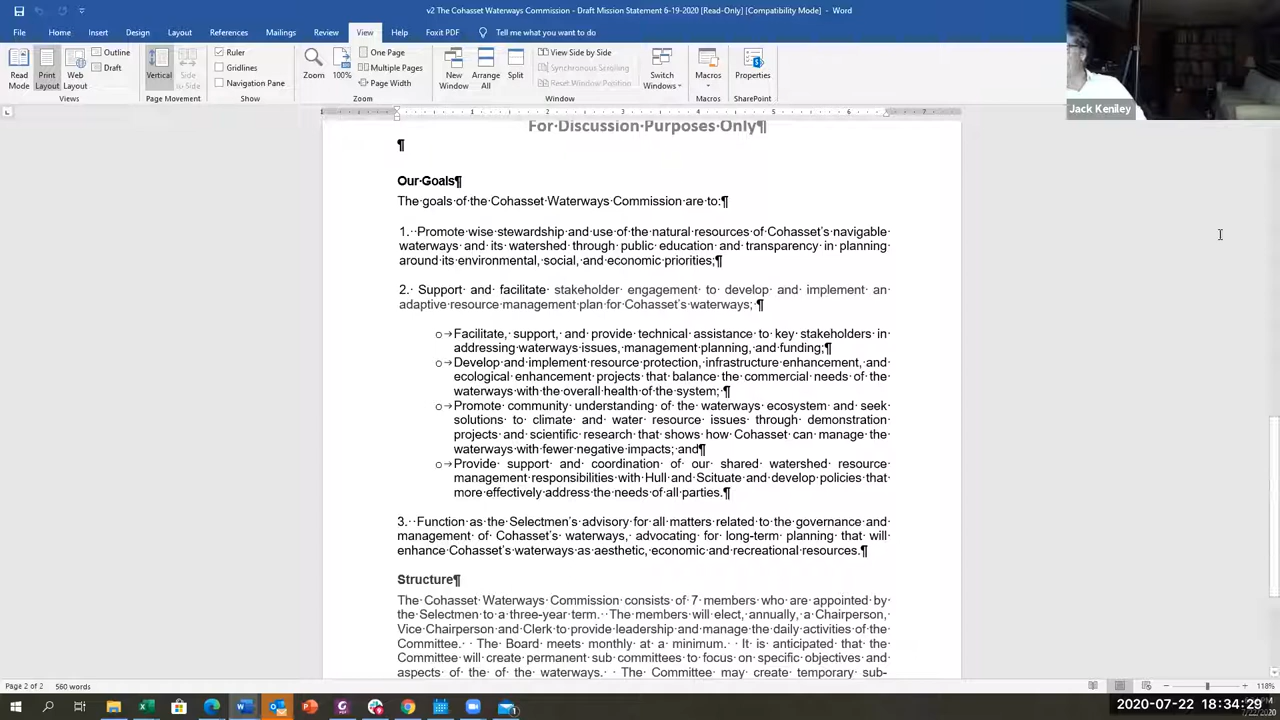 v2 The Cohasset Waterways Commission - Draft Mission Statement 6-19-2020 [Read-Only] [Compatibility Mode] - Word
File Home Insert Design Layout References Mailings Review View Help Foxit PDF Tell me what you want to do
Read Mode
Print Layout
Web Layout
Outline
Draft
Views
Vertical
Side to Side
Page Movement
Ruler
Gridlines
Navigation Pane
Show
Zoom
100%
One Page
Multiple Pages
Page Width
Zoom
New Window
Arrange All
Split
View Side by Side
Synchronous Scrolling
Reset Window Position
Window
Switch Windows
Macros
Macros
Properties
SharePoint
Jack Keniley
For Discussion Purposes Only¶
¶
Our Goals¶
The goals of the Cohasset Waterways Commission are to:¶
1. Promote wise stewardship and use of the natural resources of Cohasset's navigable
waterways and its watershed through public education and transparency in planning
around its environmental, social, and economic priorities;¶
2. Support and facilitate stakeholder engagement to develop and implement an
adaptive resource management plan for Cohasset's waterways; ¶
o→Facilitate, support, and provide technical assistance to key stakeholders in
addressing waterways issues, management planning, and funding;¶
o→Develop and implement resource protection, infrastructure enhancement, and
ecological enhancement projects that balance the commercial needs of the
waterways with the overall health of the system; ¶
o→Promote community understanding of the waterways ecosystem and seek
solutions to climate and water resource issues through demonstration
projects and scientific research that shows how Cohasset can manage the
waterways with fewer negative impacts; and¶
o→Provide support and coordination of our shared watershed resource
management responsibilities with Hull and Scituate and develop policies that
more effectively address the needs of all parties.¶
3. Function as the Selectmen's advisory for all matters related to the governance and
management of Cohasset's waterways, advocating for long-term planning that will
enhance Cohasset's waterways as aesthetic, economic and recreational resources.¶
Structure¶
The Cohasset Waterways Commission consists of 7 members who are appointed by
the Selectmen to a three-year term. The members will elect, annually, a Chairperson,
Vice Chairperson and Clerk to provide leadership and manage the daily activities of the
Committee. The Board meets monthly at a minimum. It is anticipated that the
Committee will create permanent sub committees to focus on specific objectives and
aspects of the of the waterways. The Committee may create temporary sub-
Page 2 of 2 560 words
118%
2020-07-22 18:34:29